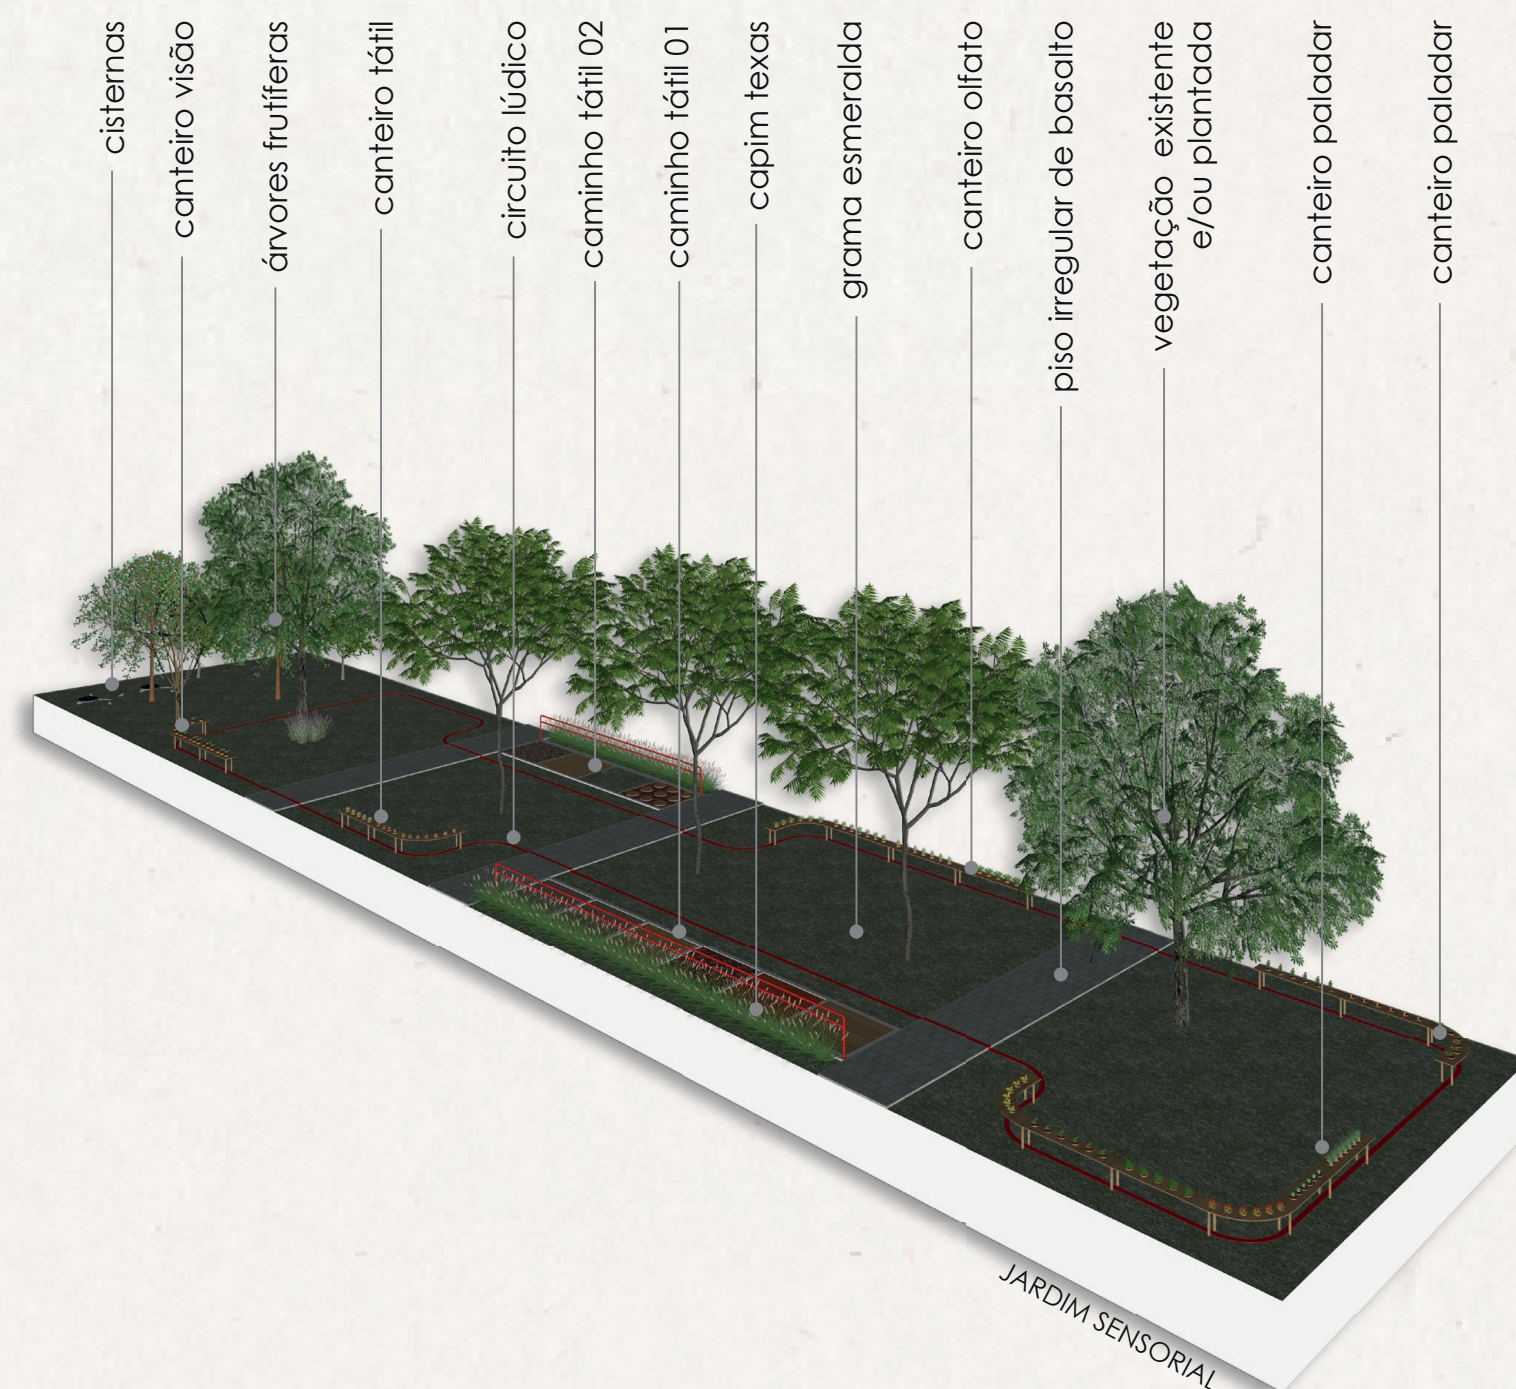 cisternas
canteiro visão
árvores frutíferas
canteiro tátil
circuito lúdico
caminho tátil 02
caminho tátil 01
capim texas
grama esmeralda
canteiro olfato
piso irregular de basalto
vegetação existente
e/ou plantada
canteiro paladar
canteiro paladar
JARDIM SENSORIAL